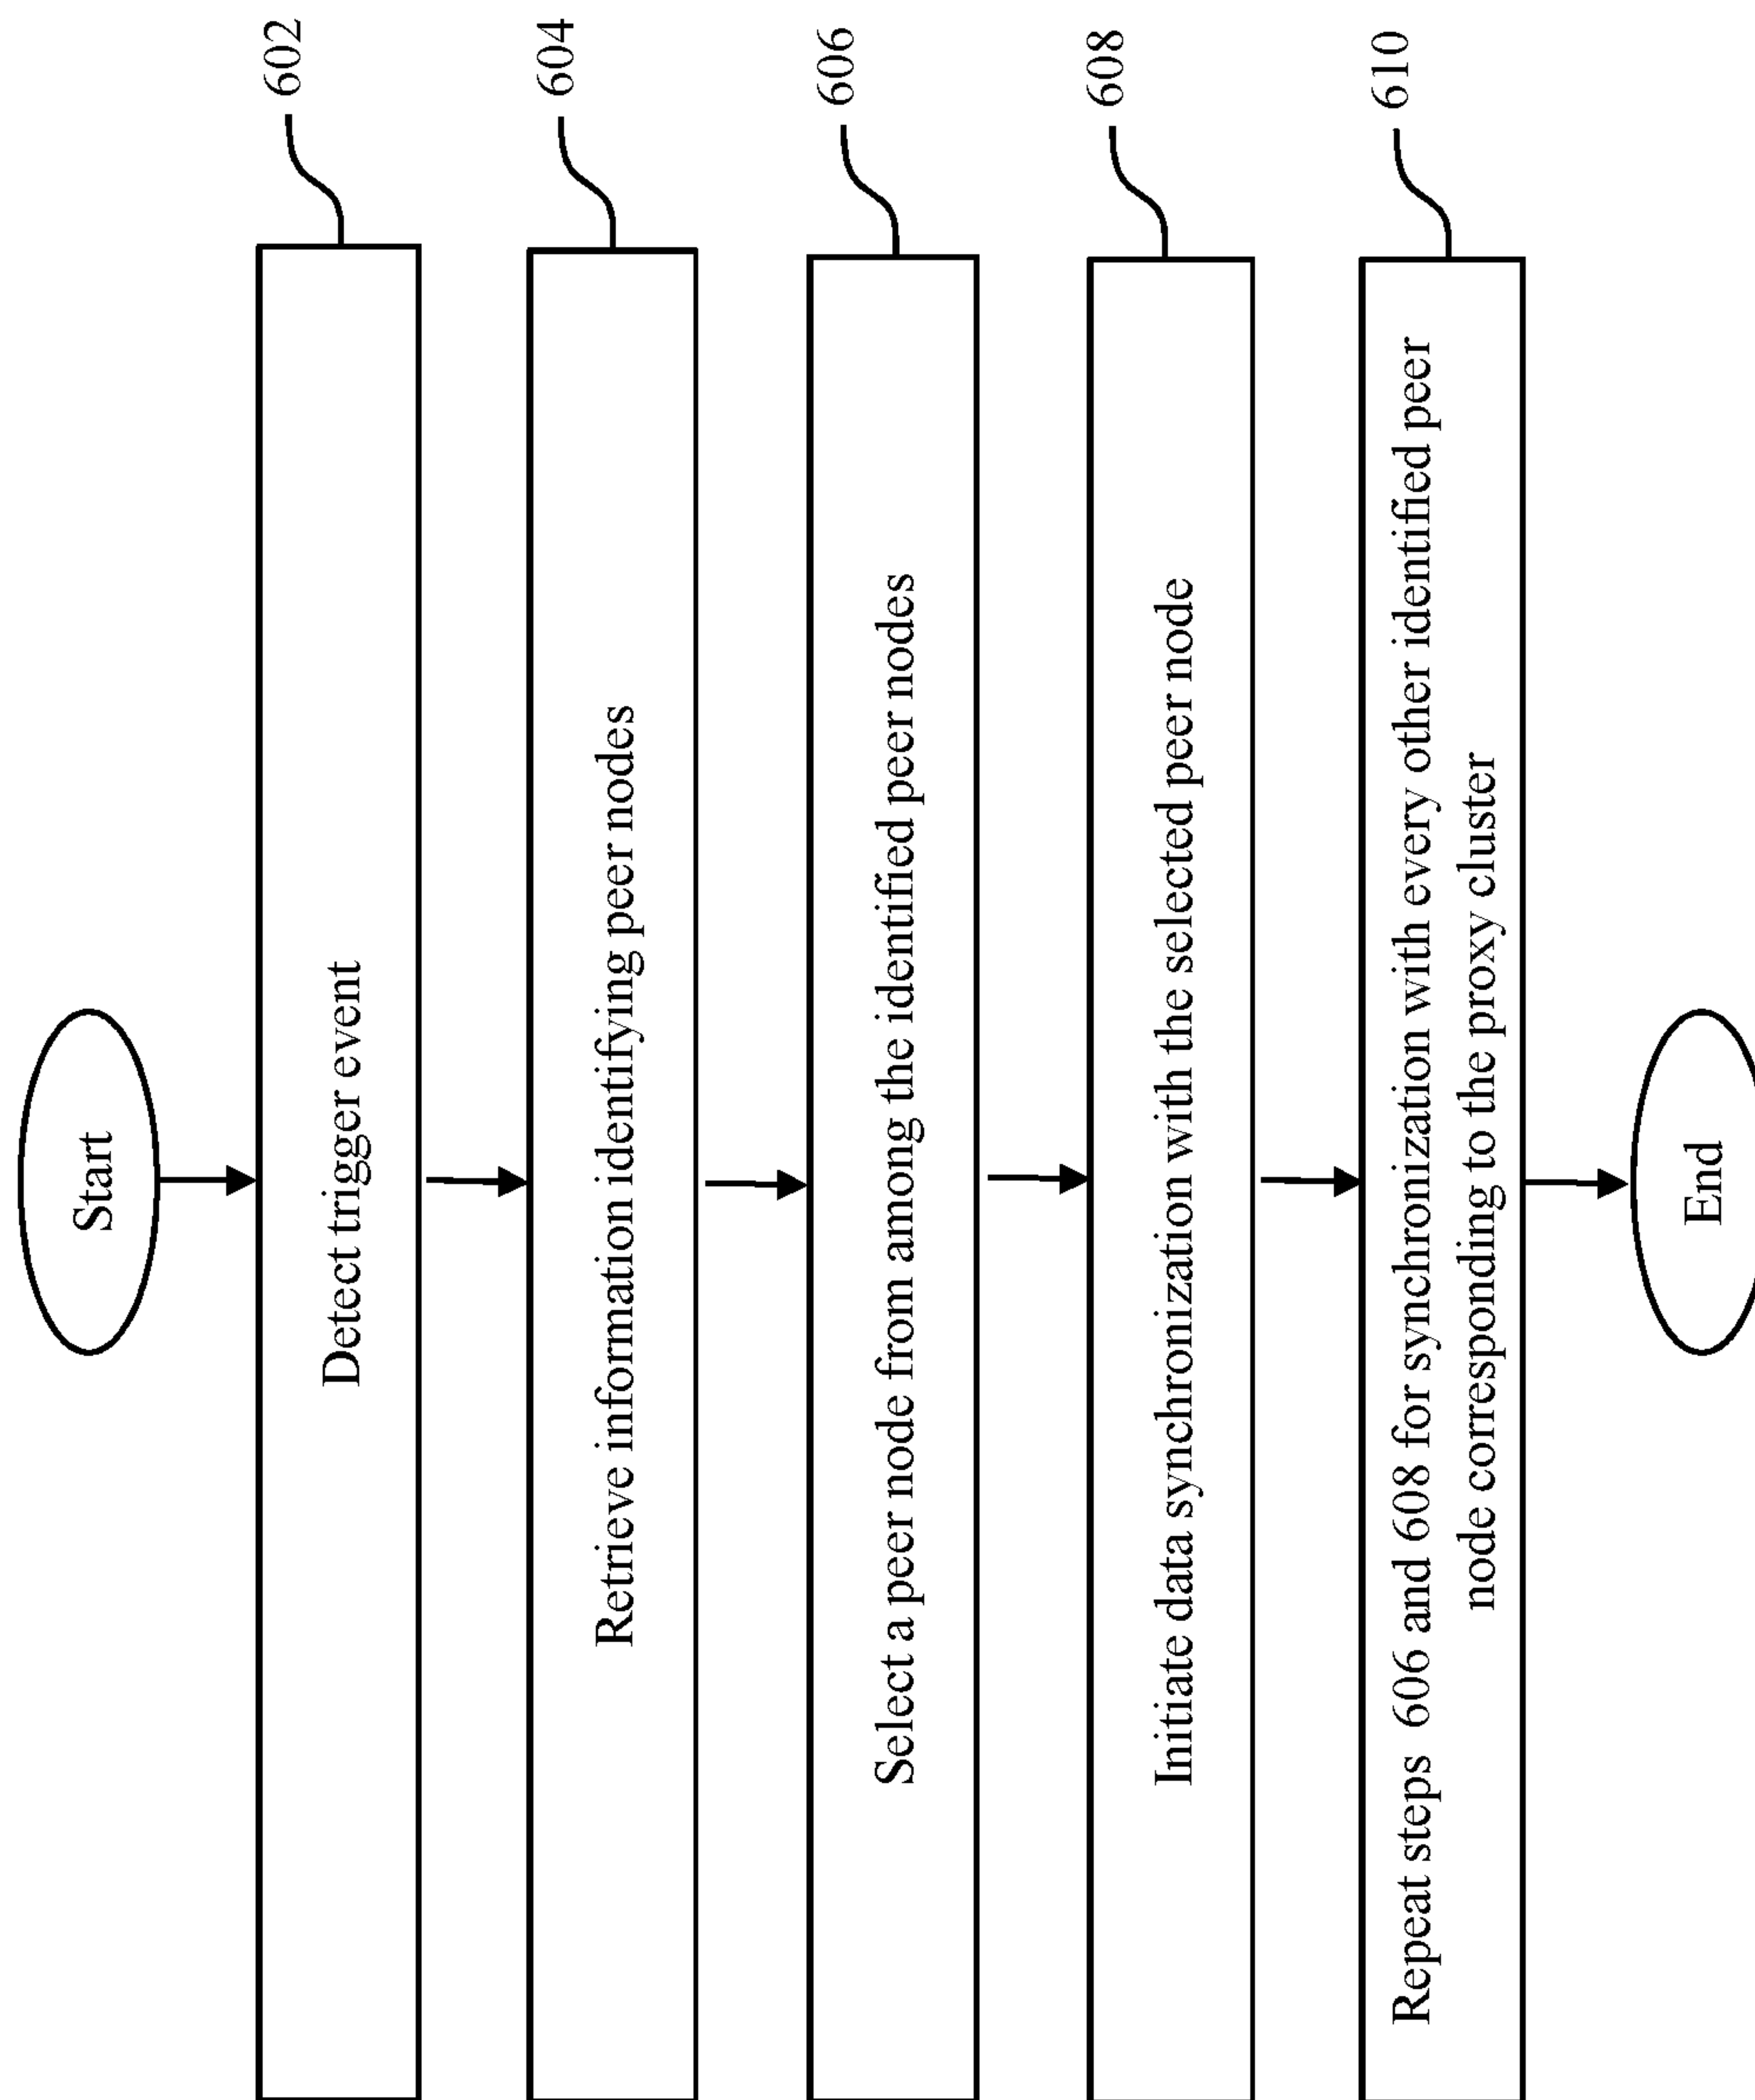 Start
602
Detect trigger event
604
Retrieve information identifying peer nodes
606
Select a peer node from among the identified peer nodes
608
Initiate data synchronization with the selected peer node
610
Repeat steps 606 and 608 for synchronization with every other identified peer
node corresponding to the proxy cluster
End